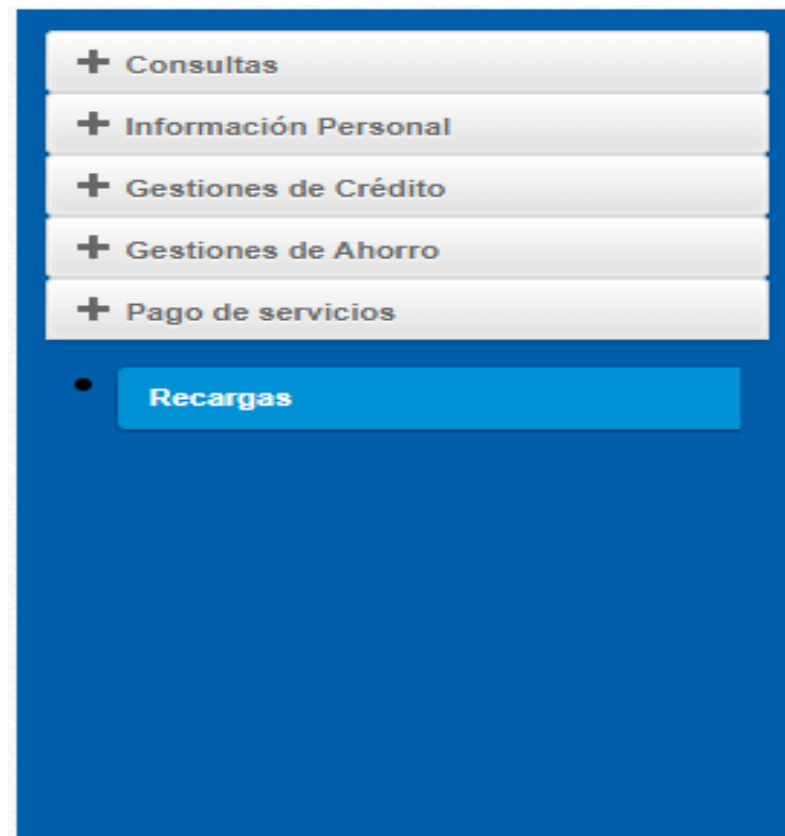 Consultas
Información Personal
Gestiones de Crédito
Gestiones de Ahorro
Pago de servicios
Recargas